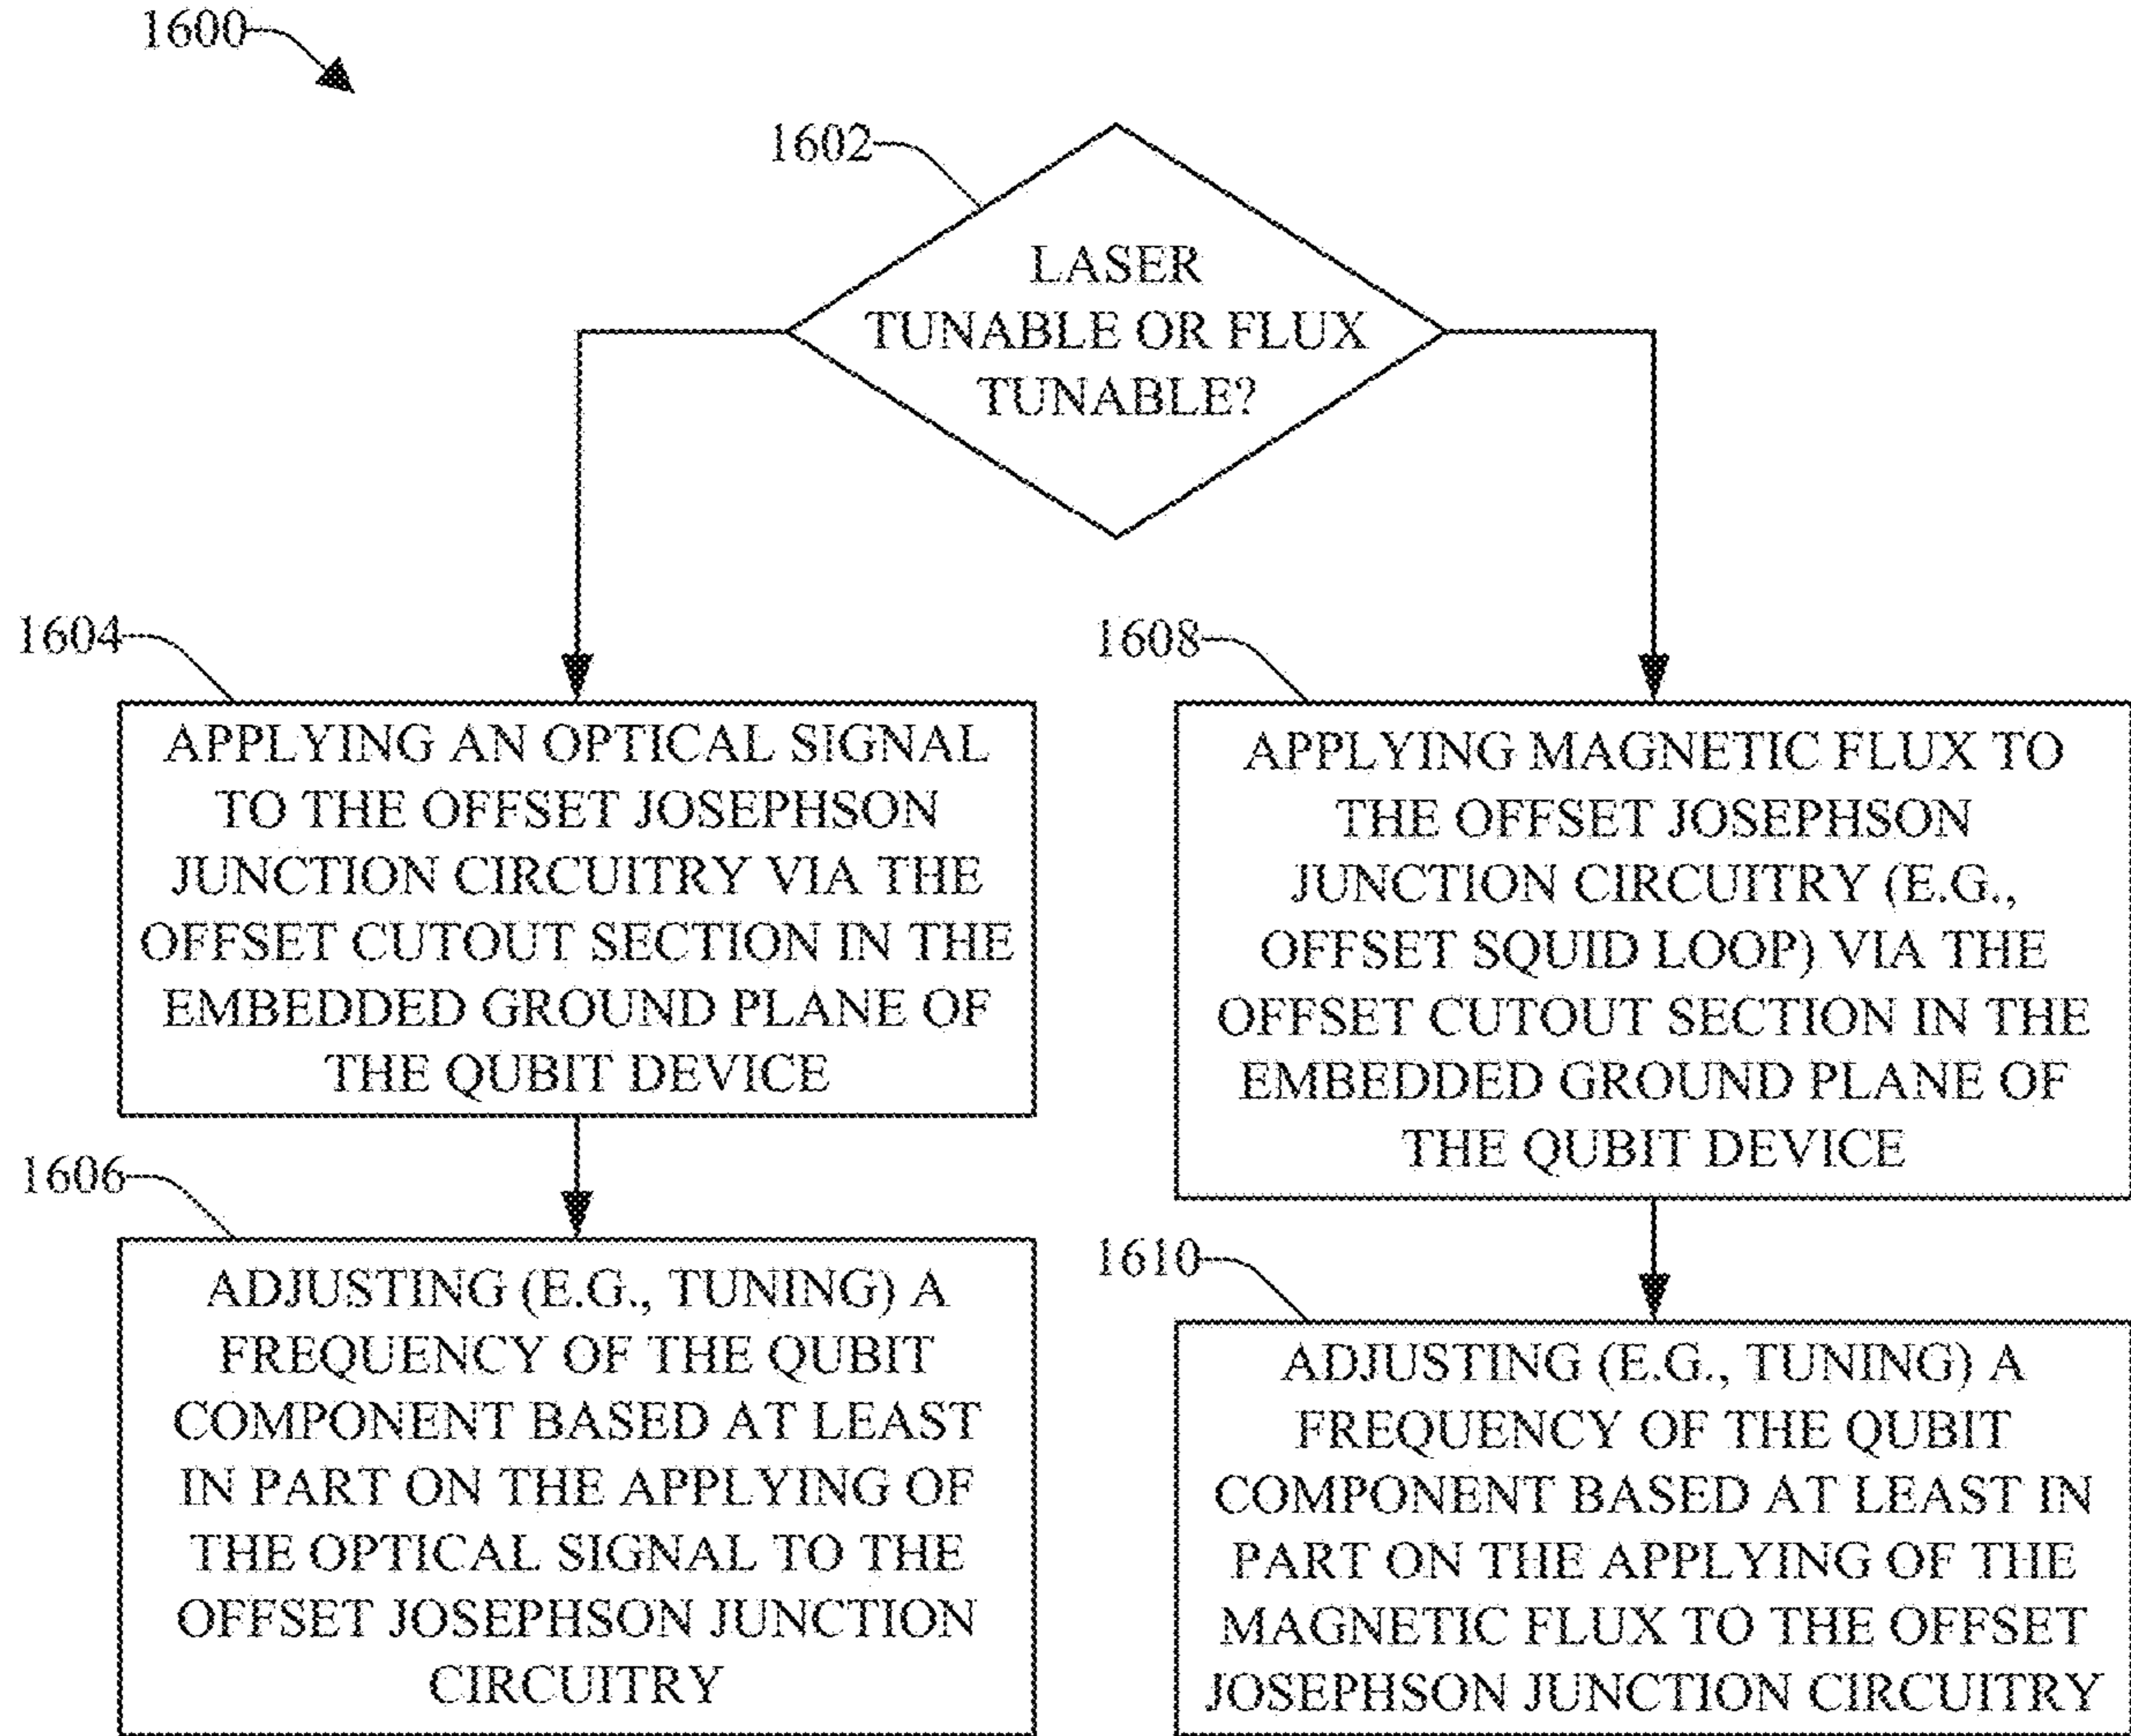 1600
1602
LASER
TUNABLE OR FLUX
TUNABLE?
1604
APPLYING AN OPTICAL SIGNAL
TO THE OFFSET JOSEPHSON
JUNCTION CIRCUITRY VIA THE
OFFSET CUTOUT SECTION IN THE
EMBEDDED GROUND PLANE OF
THE QUBIT DEVICE
1606
ADJUSTING (E.G., TUNING) A
FREQUENCY OF THE QUBIT
COMPONENT BASED AT LEAST
IN PART ON THE APPLYING OF
THE OPTICAL SIGNAL TO THE
OFFSET JOSEPHSON JUNCTION
CIRCUITRY
1608
APPLYING MAGNETIC FLUX TO
THE OFFSET JOSEPHSON
JUNCTION CIRCUITRY (E.G.,
OFFSET SQUID LOOP) VIA THE
OFFSET CUTOUT SECTION IN THE
EMBEDDED GROUND PLANE OF
THE QUBIT DEVICE
1610
ADJUSTING (E.G., TUNING) A
FREQUENCY OF THE QUBIT
COMPONENT BASED AT LEAST IN
PART ON THE APPLYING OF THE
MAGNETIC FLUX TO THE OFFSET
JOSEPHSON JUNCTION CIRCUITRY